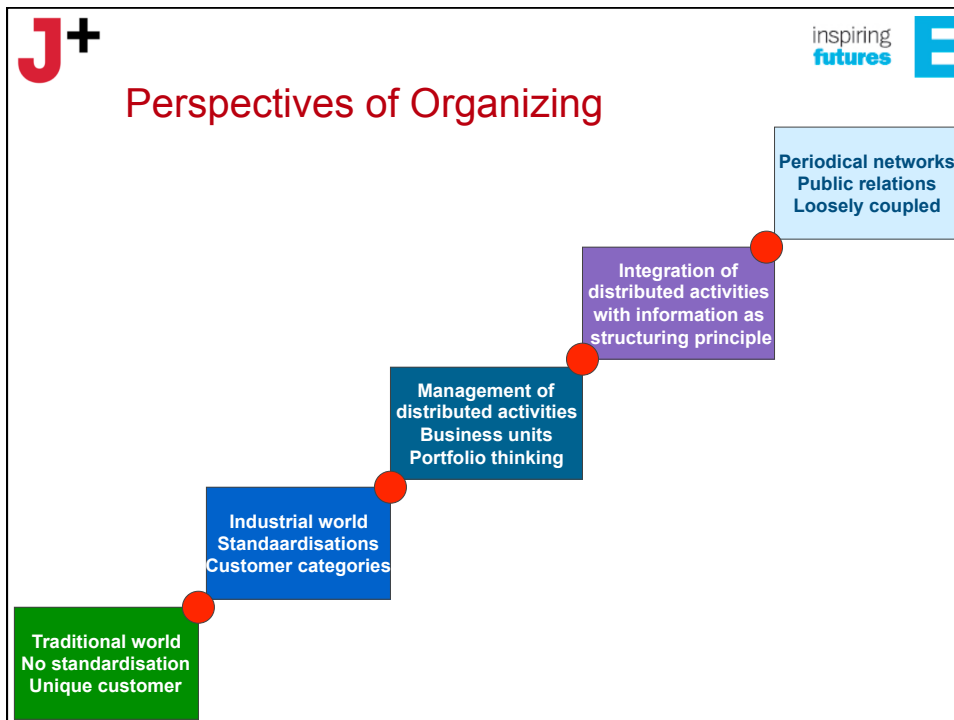 J+
inspiring
futures
E
Perspectives of Organizing
Periodical networks
Public relations
Loosely coupled
Integration of
distributed activities
with information as
structuring principle
Management of
distributed activities
Business units
Portfolio thinking
Industrial world
Standaardisations
Customer categories
Traditional world
No standardisation
Unique customer